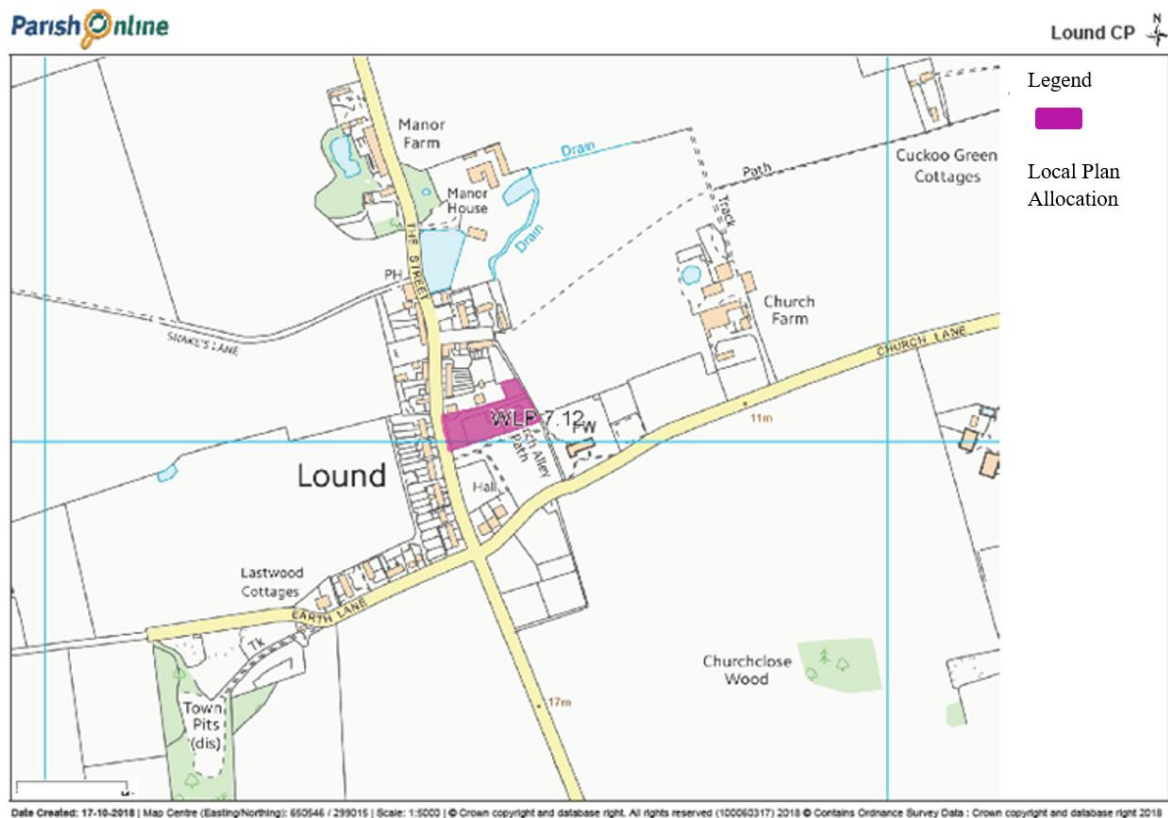 Parish Online
Lound CP
N
Legend
Local Plan
Allocation
Manor
Farm
Drain
Cuckoo Green
Cottages
Path
Manor
House
Track
Drain
THE STREET
PH
Church
Farm
SNAKE'S LANE
CHURCH LANE
11m
WLP 7.12
PW
Alley
Path
Lound
Hall
Lastwood
Cottages
EARTH LANE
Tk
Churchclose
Wood
Town
Pits
(dis)
17m
Date Created: 17-10-2018 | Map Centre (Easting/Northing): 650546 / 299015 | Scale: 1:5000 | © Crown copyright and database right. All rights reserved (100060317) 2018 © Contains Ordnance Survey Data : Crown copyright and database right 2018